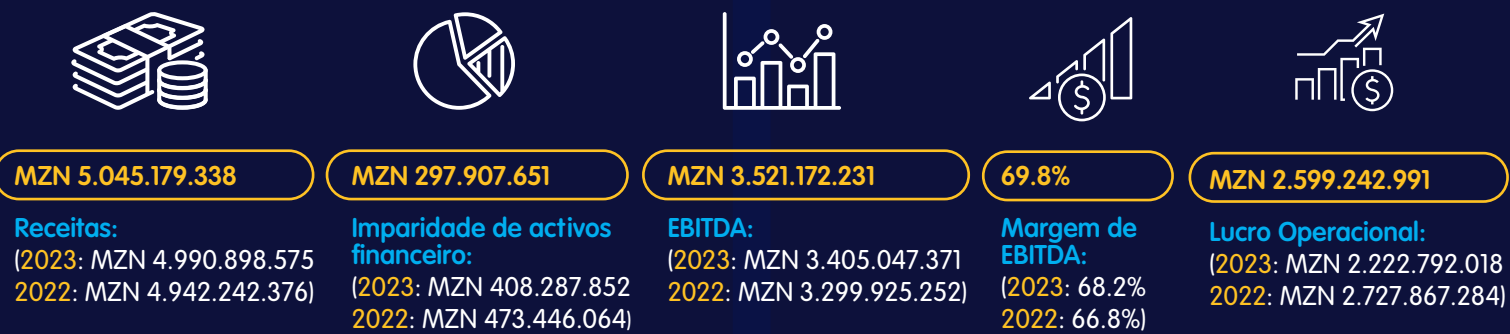 MZN 5.045.179.338
Receitas:
(2023: MZN 4.990.898.575
2022: MZN 4.942.242.376)
MZN 297.907.651
Imparidade de activos
financeiro:
(2023: MZN 408.287.852
2022: MZN 473.446.064)
MZN 3.521.172.231
EBITDA:
(2023: MZN 3.405.047.371
2022: MZN 3.299.925.252)
69.8%
Margem de
EBITDA:
(2023: 68.2%
2022: 66.8%)
MZN 2.599.242.991
Lucro Operacional:
(2023: MZN 2.222.792.018
2022: MZN 2.727.867.284)